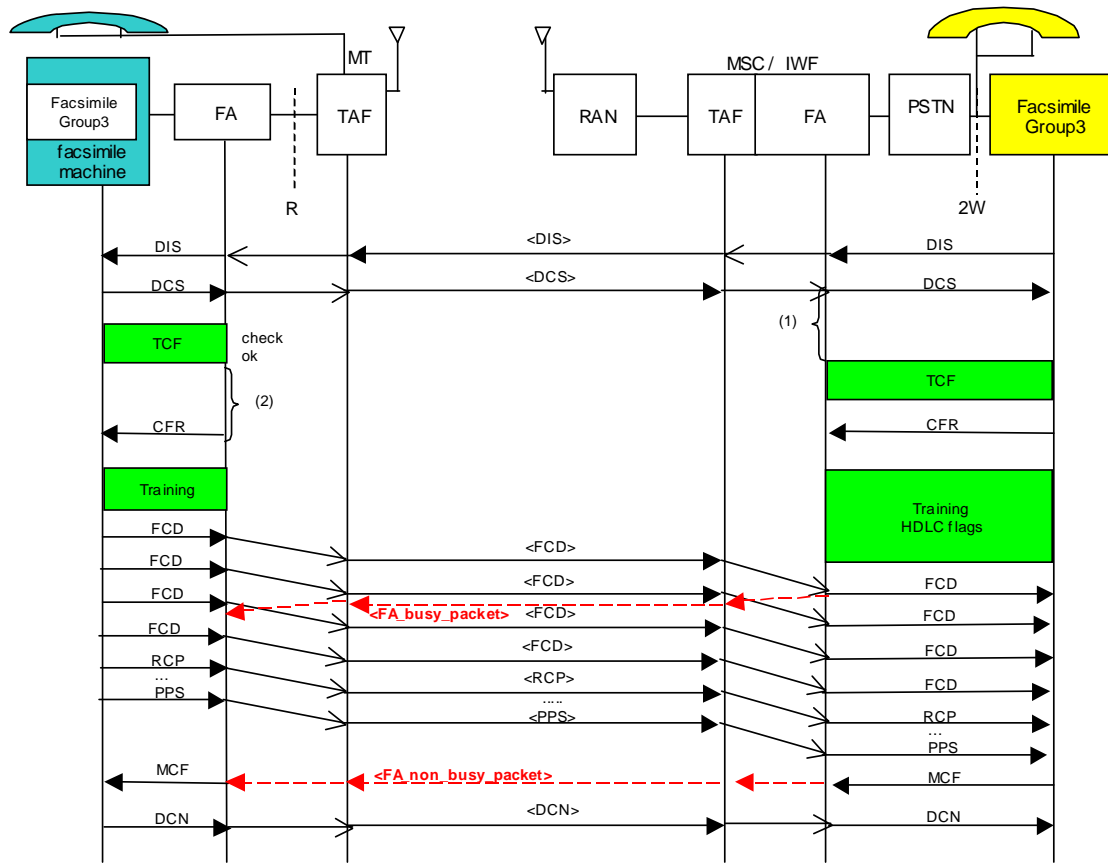 MT
MSC / IWF
Facsimile
Group3
facsimile
machine
FA
TAF
RAN
TAF
FA
PSTN
Facsimile
Group3
R
2W
DIS
<DIS>
DIS
DCS
<DCS>
DCS
(1)
TCF
check
ok
TCF
(2)
CFR
CFR
Training
Training
HDLC flags
FCD
<FCD>
FCD
<FCD>
FCD
FCD
<FA_busy_packet>
<FCD>
FCD
FCD
<FCD>
FCD
RCP
<RCP>
FCD
...
.....
PPS
<PPS>
RCP
...
PPS
MCF
<FA_non_busy_packet>
MCF
DCN
<DCN>
DCN